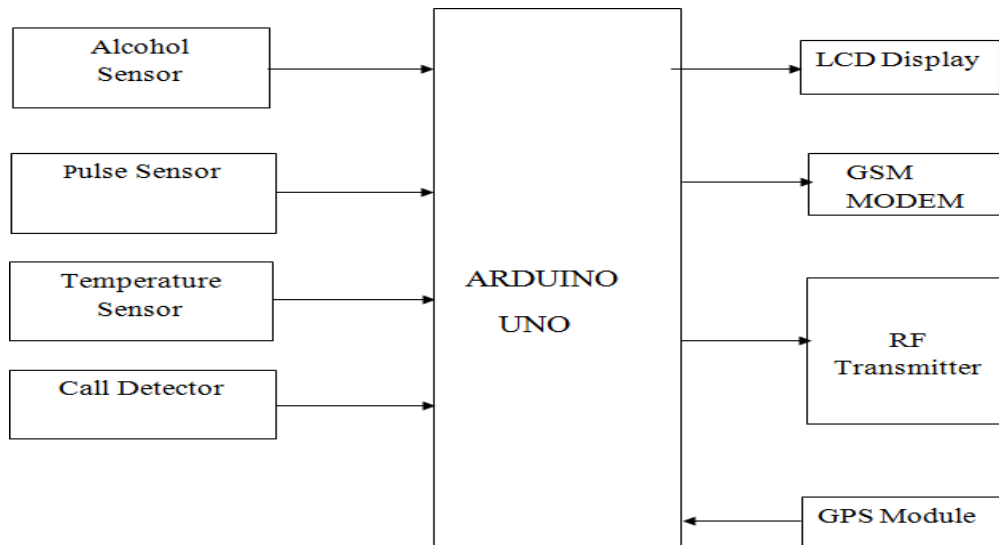 Alcohol
Sensor
Pulse Sensor
Temperature
Sensor
Call Detector
ARDUINO
UNO
LCD Display
GSM
MODEM
RF
Transmitter
GPS Module